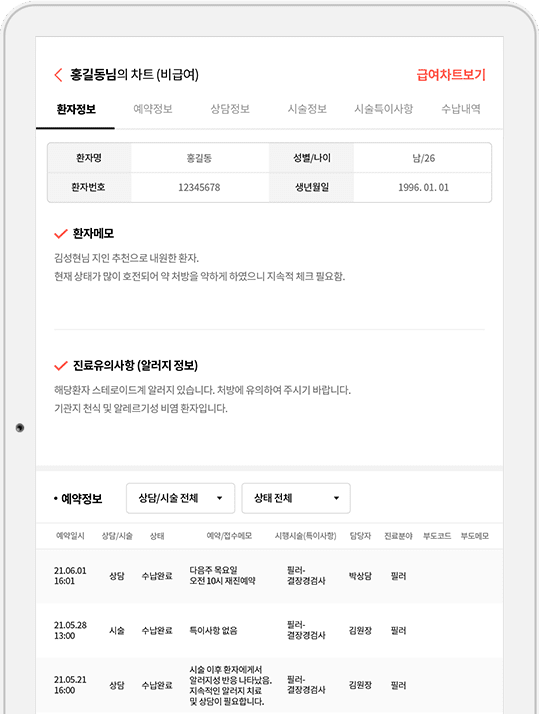 홍길동님의 차트 (비급여)
급여차트보기
환자정보 예약정보 상담정보 시술정보 시술특이사항 수납내역
환자명 홍길동 성별/나이 남/26
환자번호 12345678 생년월일 1996. 01. 01
환자메모
김성현님 지인 추천으로 내원한 환자.
현재 상태가 많이 호전되어 약 처방을 약하게 하였으니 지속적 체크 필요함.
진료유의사항 (알러지 정보)
해당환자 스테로이드계 알러지 있습니다. 처방에 유의하여 주시기 바랍니다.
기관지 천식 및 알레르기성 비염 환자입니다.
• 예약정보 상담/시술 전체 상태 전체
예약일시 상담/시술 상태 예약/접수메모 시행시술(특이사항) 담당자 진료분야 부도코드 부도메모
21.06.01
16:01
상담 수납완료
다음주 목요일
오전 10시 재진예약
필러-
결장경검사
박상담 필러
21.05.28
13:00
시술 수납완료 특이사항 없음
필러-
결장경검사
김원장 필러
21.05.21
16:00
상담 수납완료
시술 이후 환자에게서
알러지성 반응 나타났음.
지속적인 알러지 치료
및 상담이 필요합니다.
필러-
결장경검사
김원장 필러